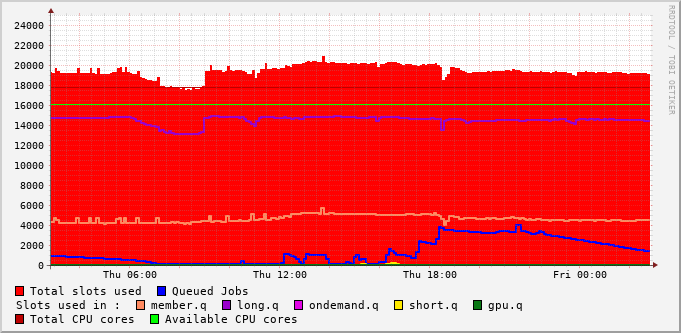 24000
22000
20000
18000
16000
14000
12000
10000
8000
6000
4000
2000
0
Thu 06:00 Thu 12:00 Thu 18:00 Fri 00:00
RRDTOOL / TOBI OETIKER
Total slots used Queued Jobs
Slots used in : member.q long.q ondemand.q short.q gpu.q
Total CPU cores Available CPU cores